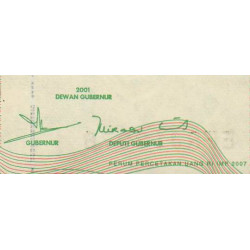 2001
DEWAN GUBERNUR
GUBERNUR
DEPUTI GUBERNUR
PERUM PERCETAKAN UANG RI IMP 2007